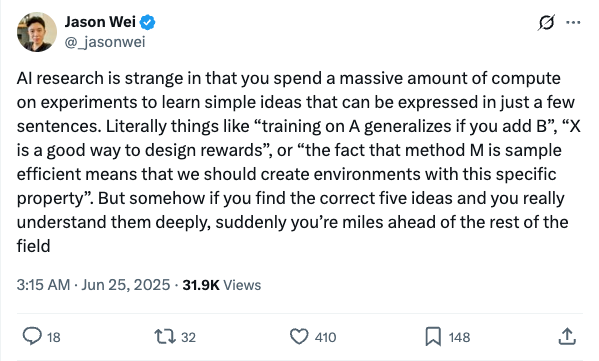 Jason Wei
@_jasonwei
AI research is strange in that you spend a massive amount of compute
on experiments to learn simple ideas that can be expressed in just a few
sentences. Literally things like “training on A generalizes if you add B”, “X
is a good way to design rewards”, or “the fact that method M is sample
efficient means that we should create environments with this specific
property”. But somehow if you find the correct five ideas and you really
understand them deeply, suddenly you’re miles ahead of the rest of the
field
3:15 AM · Jun 25, 2025 · 31.9K Views
18 32 410 148